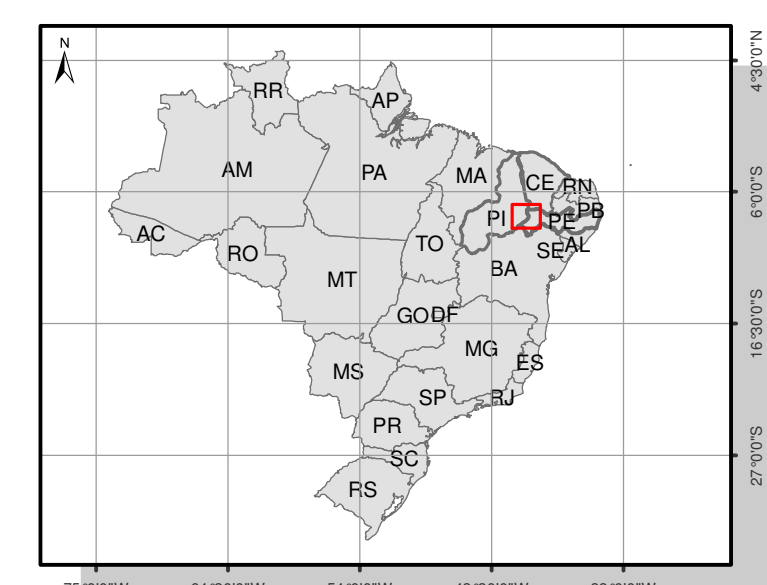 N
4°30'0"N
RR
AP
AM
PA
MA
CE
RN
6°0'0"S
PI
PB
PE
AC
TO
SE
AL
RO
BA
MT
GO
DF
16°30'0"S
MG
MS
ES
SP
RJ
PR
SC
27°0'0"S
RS